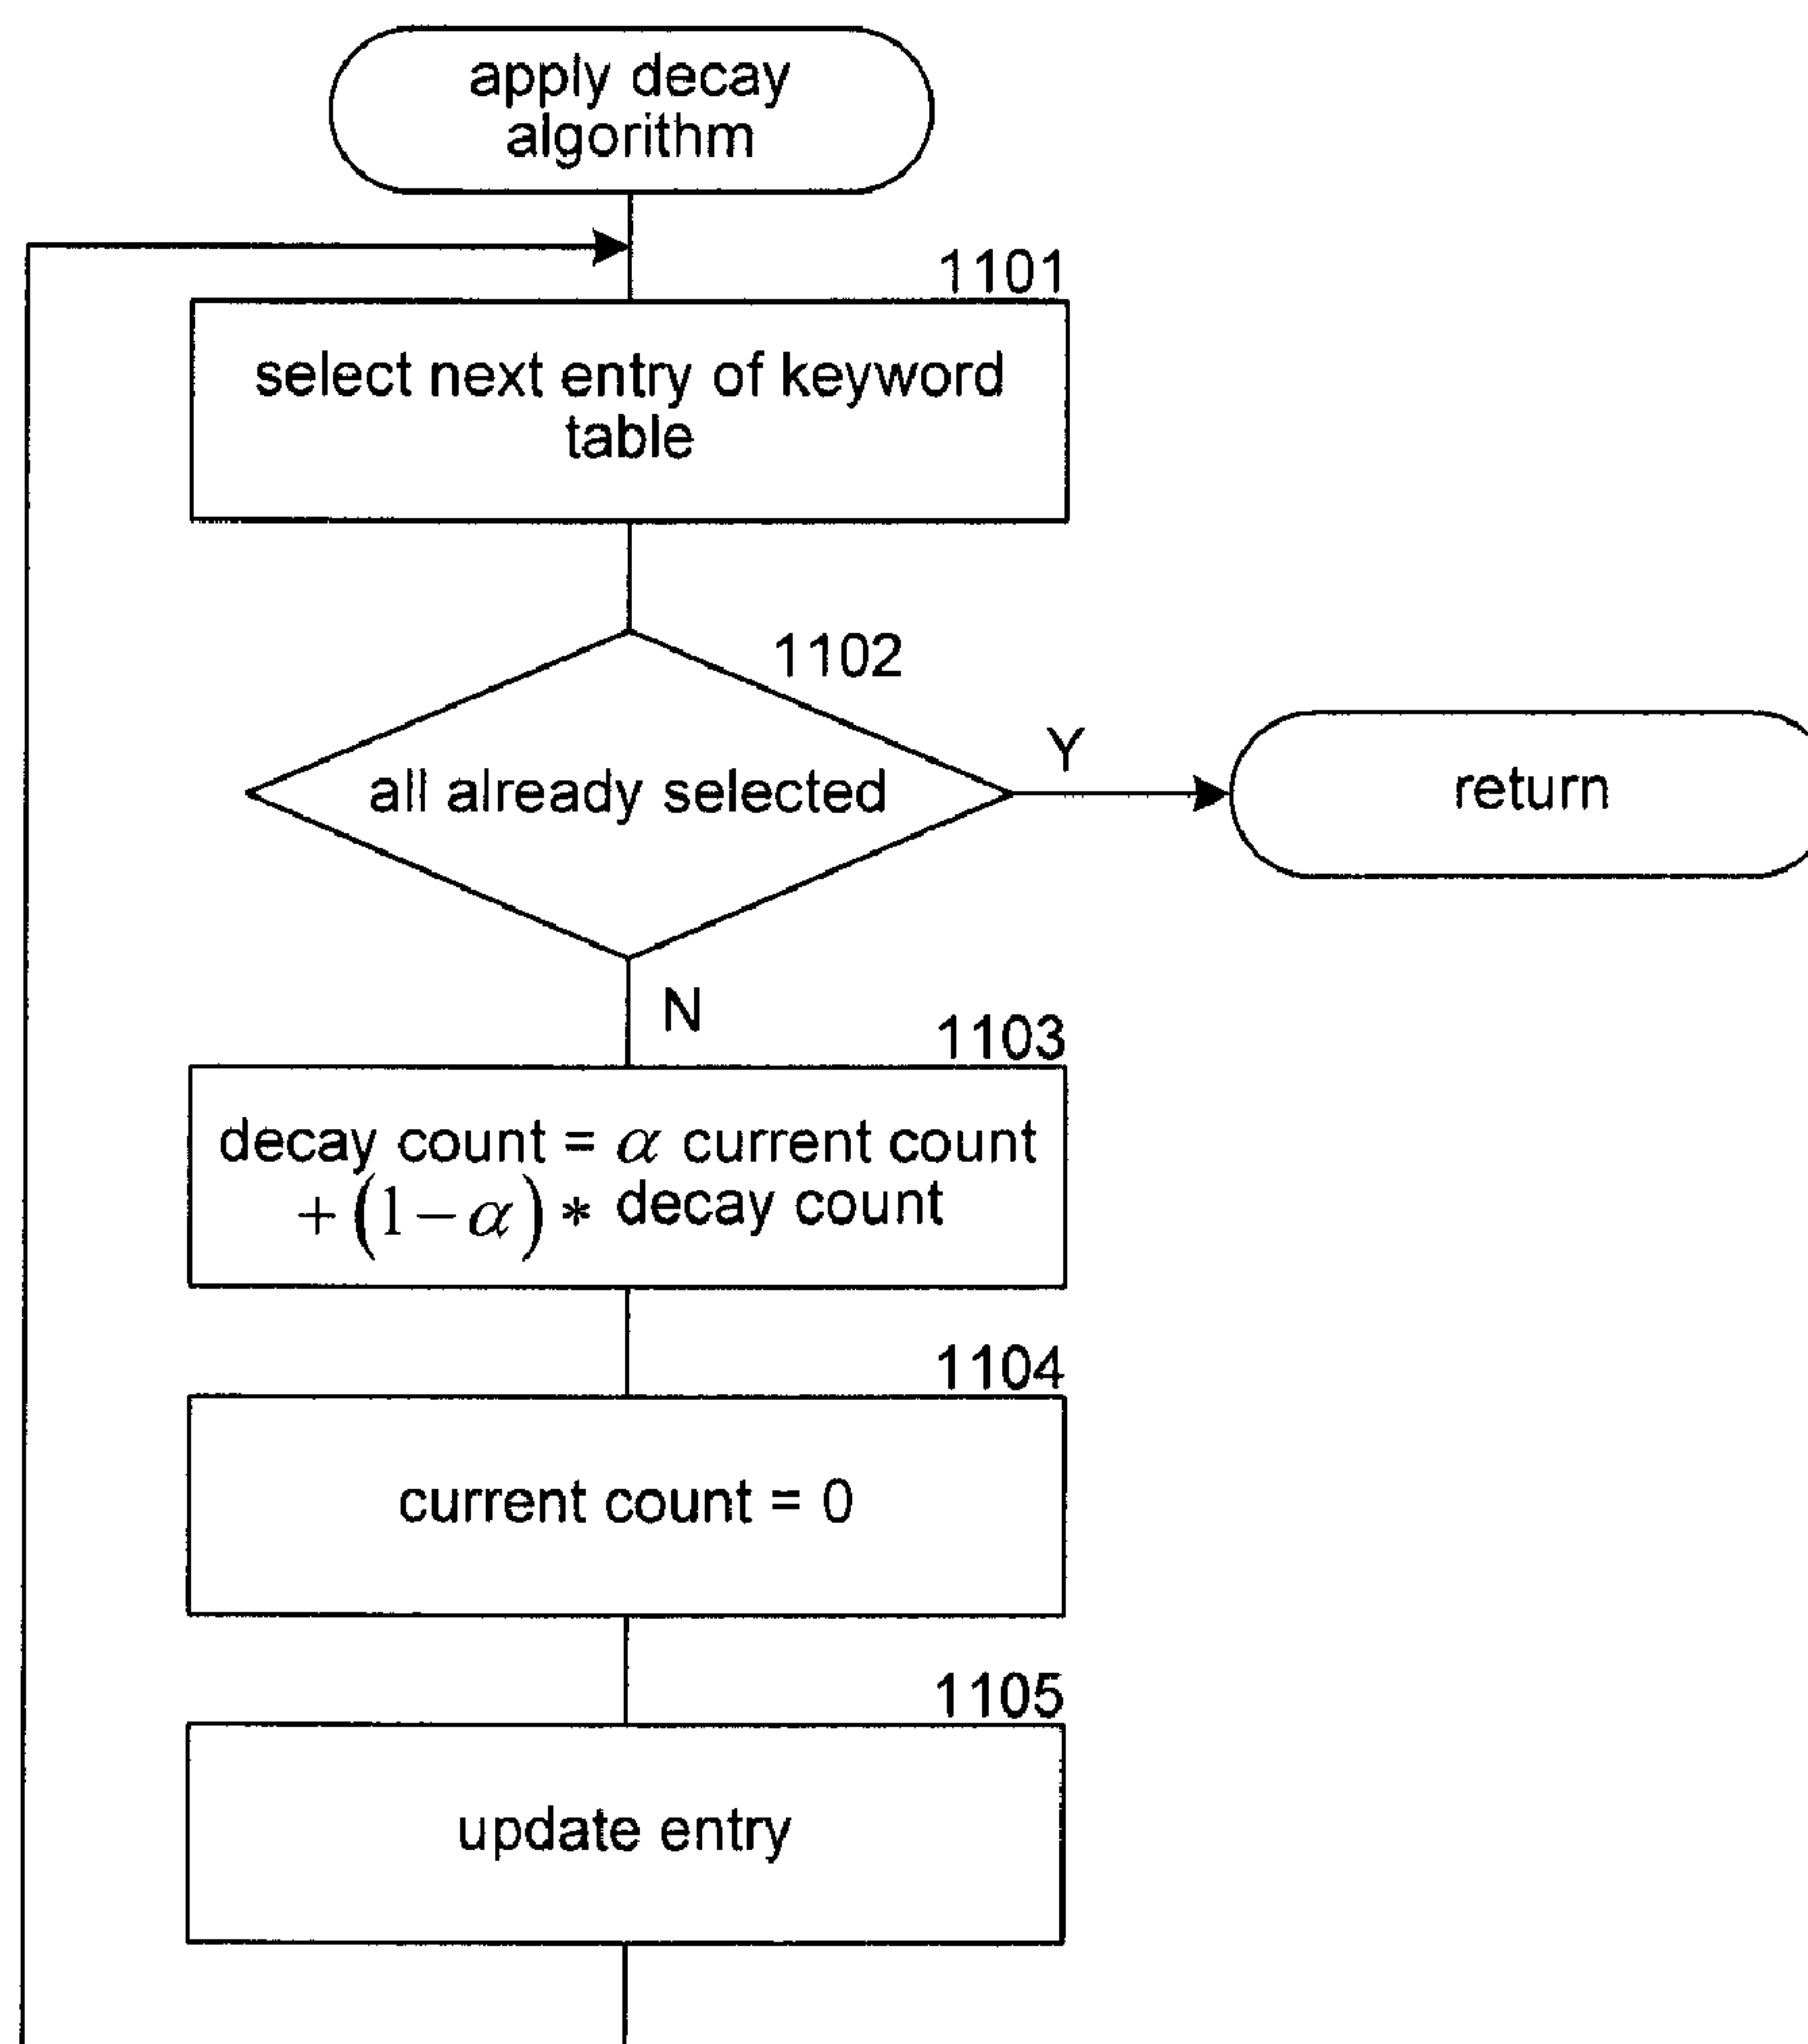 apply decay
algorithm
1101
select next entry of keyword
table
1102
all already selected
Y
return
N
1103
decay count = α current count
+ (1 − α) * decay count
1104
current count = 0
1105
update entry